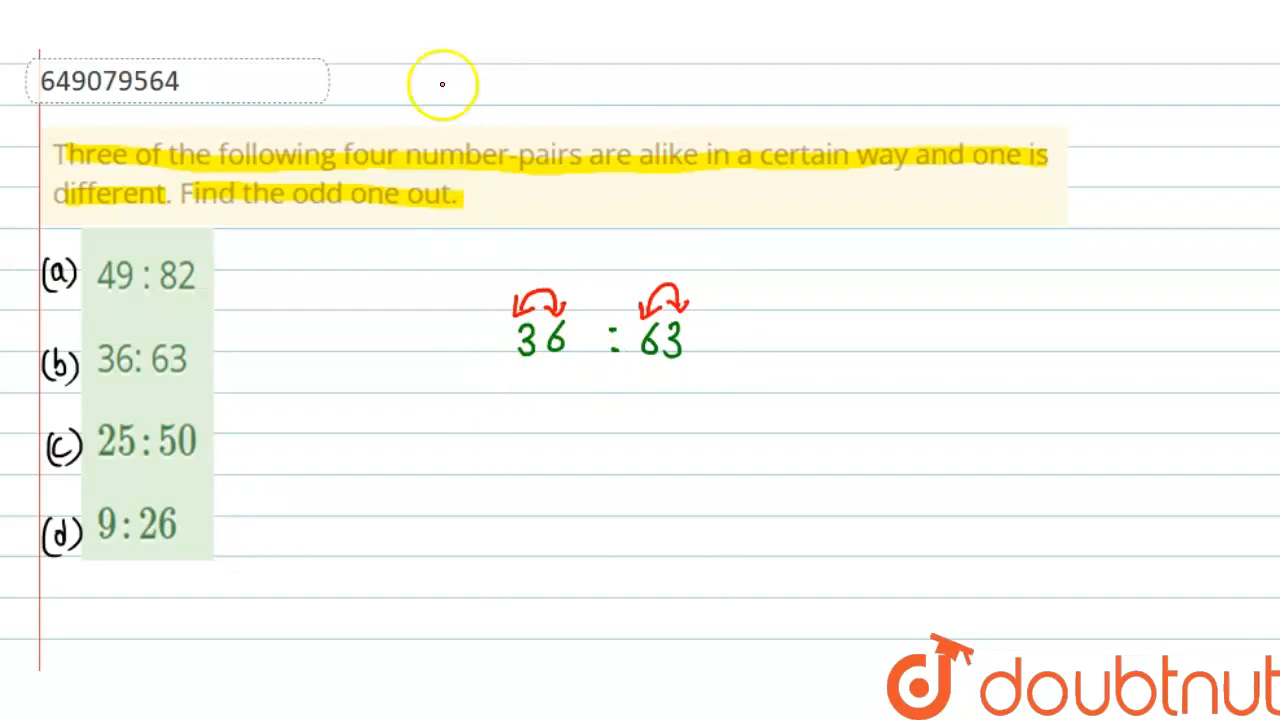 649079564
Three of the following four number-pairs are alike in a certain way and one is
different. Find the odd one out.
(a) 49 : 82
36 : 63
(b) 36: 63
(c) 25 : 50
(d) 9 : 26
doubtnut